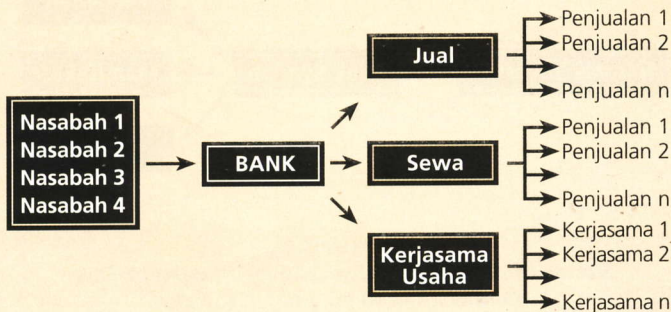 Nasabah 1
Nasabah 2
Nasabah 3
Nasabah 4
BANK
Jual
Penjualan 1
Penjualan 2
Penjualan n
Sewa
Penjualan 1
Penjualan 2
Penjualan n
Kerjasama
Usaha
Kerjasama 1
Kerjasama 2
Kerjasama n